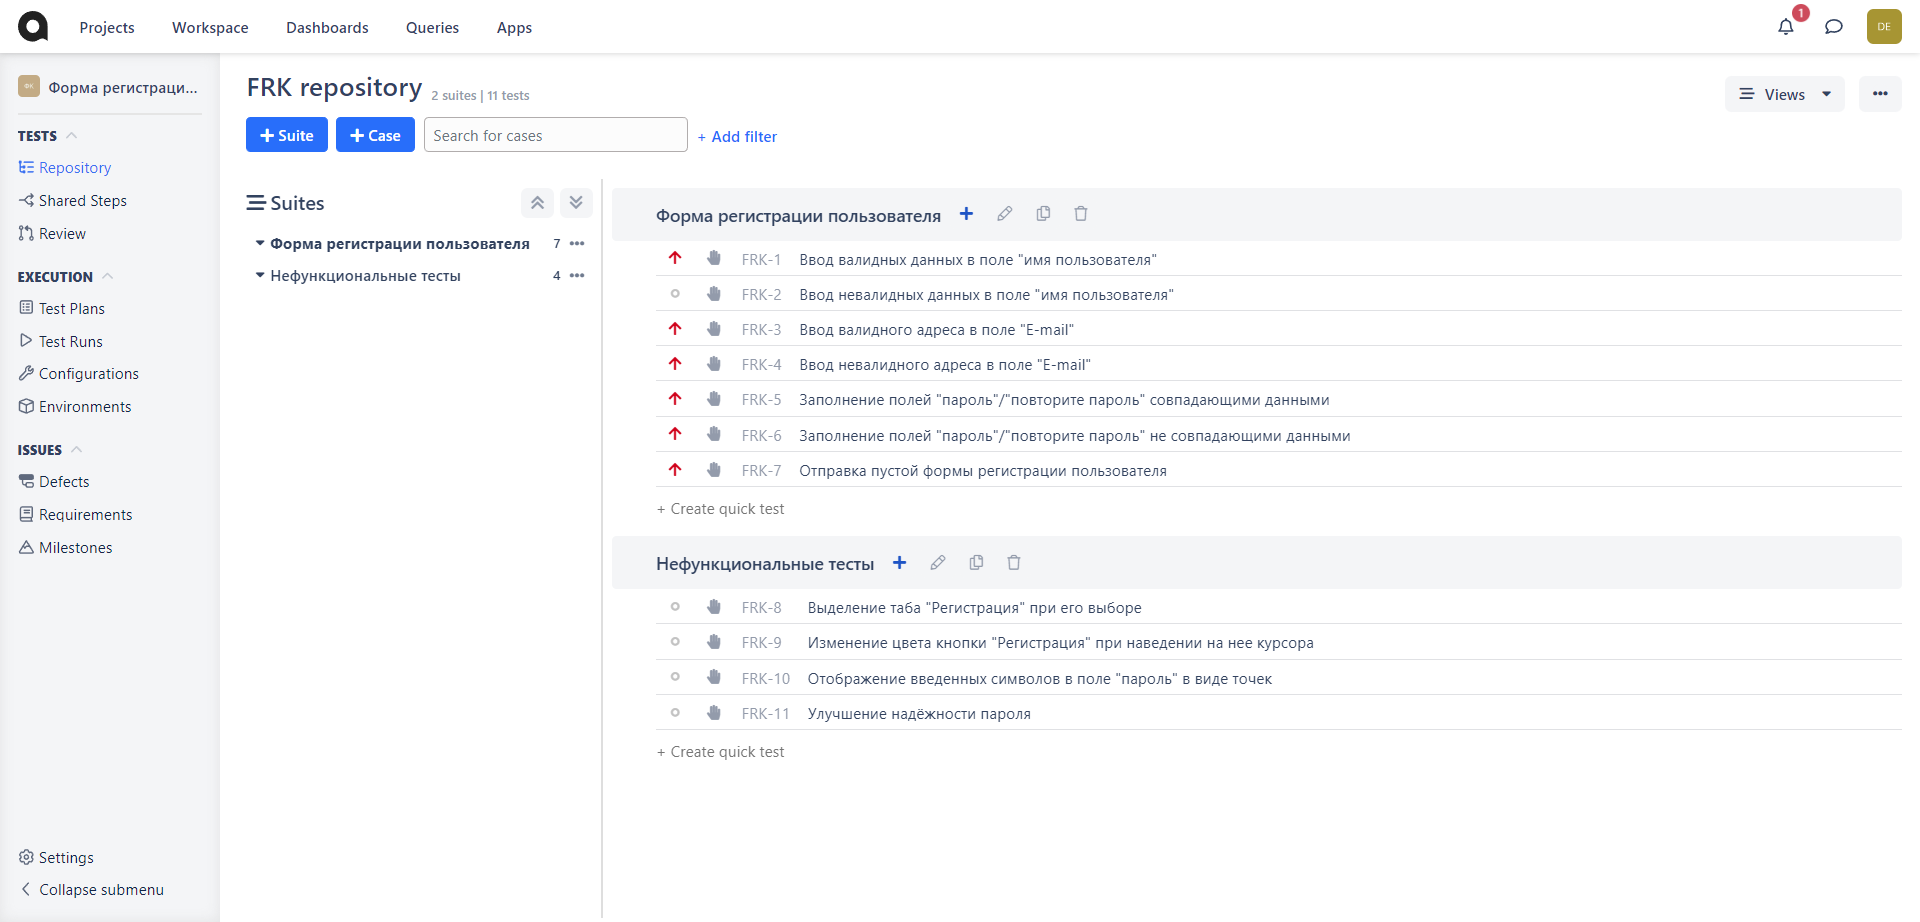 Projects Workspace Dashboards Queries Apps 1 DE
Форма регистраци...
TESTS
Repository
Shared Steps
Review
EXECUTION
Test Plans
Test Runs
Configurations
Environments
ISSUES
Defects
Requirements
Milestones
Settings
Collapse submenu
FRK repository 2 suites | 11 tests
Views
+ Suite + Case Search for cases + Add filter
Suites
Форма регистрации пользователя 7
Нефункциональные тесты 4
Форма регистрации пользователя
FRK-1 Ввод валидных данных в поле "имя пользователя"
FRK-2 Ввод невалидных данных в поле "имя пользователя"
FRK-3 Ввод валидного адреса в поле "E-mail"
FRK-4 Ввод невалидного адреса в поле "E-mail"
FRK-5 Заполнение полей "пароль"/"повторите пароль" совпадающими данными
FRK-6 Заполнение полей "пароль"/"повторите пароль" не совпадающими данными
FRK-7 Отправка пустой формы регистрации пользователя
+ Create quick test
Нефункциональные тесты
FRK-8 Выделение таба "Регистрация" при его выборе
FRK-9 Изменение цвета кнопки "Регистрация" при наведении на нее курсора
FRK-10 Отображение введенных символов в поле "пароль" в виде точек
FRK-11 Улучшение надёжности пароля
+ Create quick test